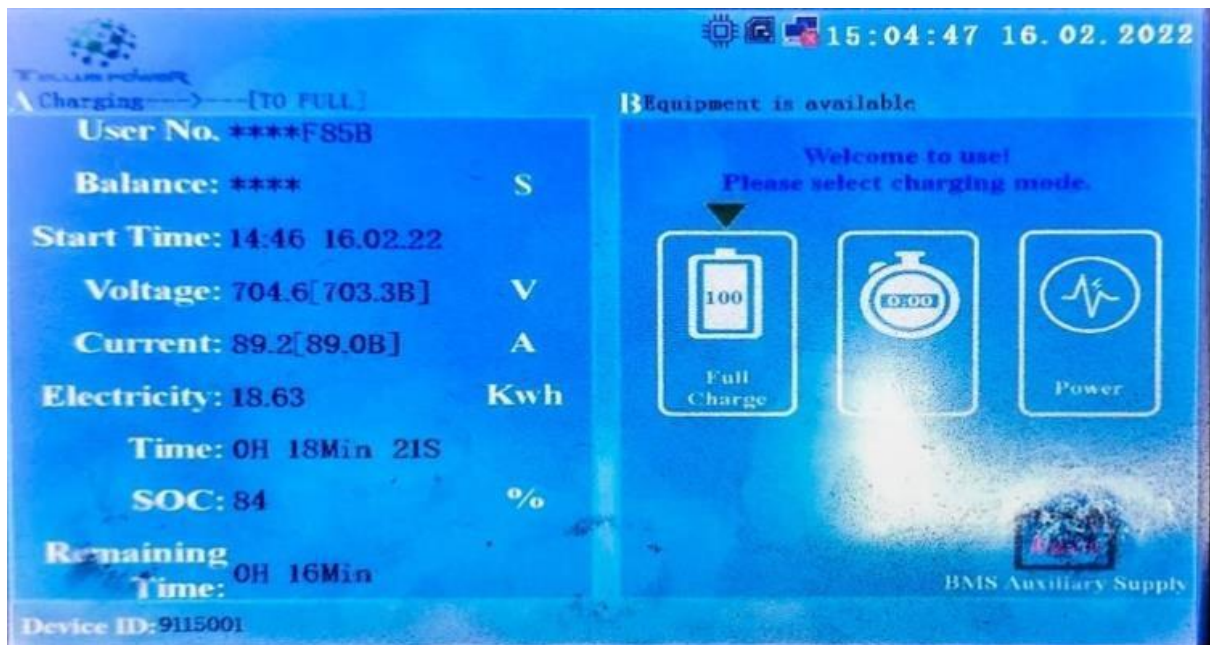 15:04:47 16.02.2022
TELLUS POWER
A Charging--->---[TO FULL]
User No. ****F85B
Balance: **** S
Start Time: 14:46 16.02.22
Voltage: 704.6[703.3B] V
Current: 89.2[89.0B] A
Electricity: 18.63 Kwh
Time: 0H 18Min 21S
SOC: 84 %
Remaining
Time: 0H 16Min
Device ID: 9115001
B Equipment is available
Welcome to use!
Please select charging mode.
100
0:00
Full
Charge
Power
BMS Auxiliary Supply